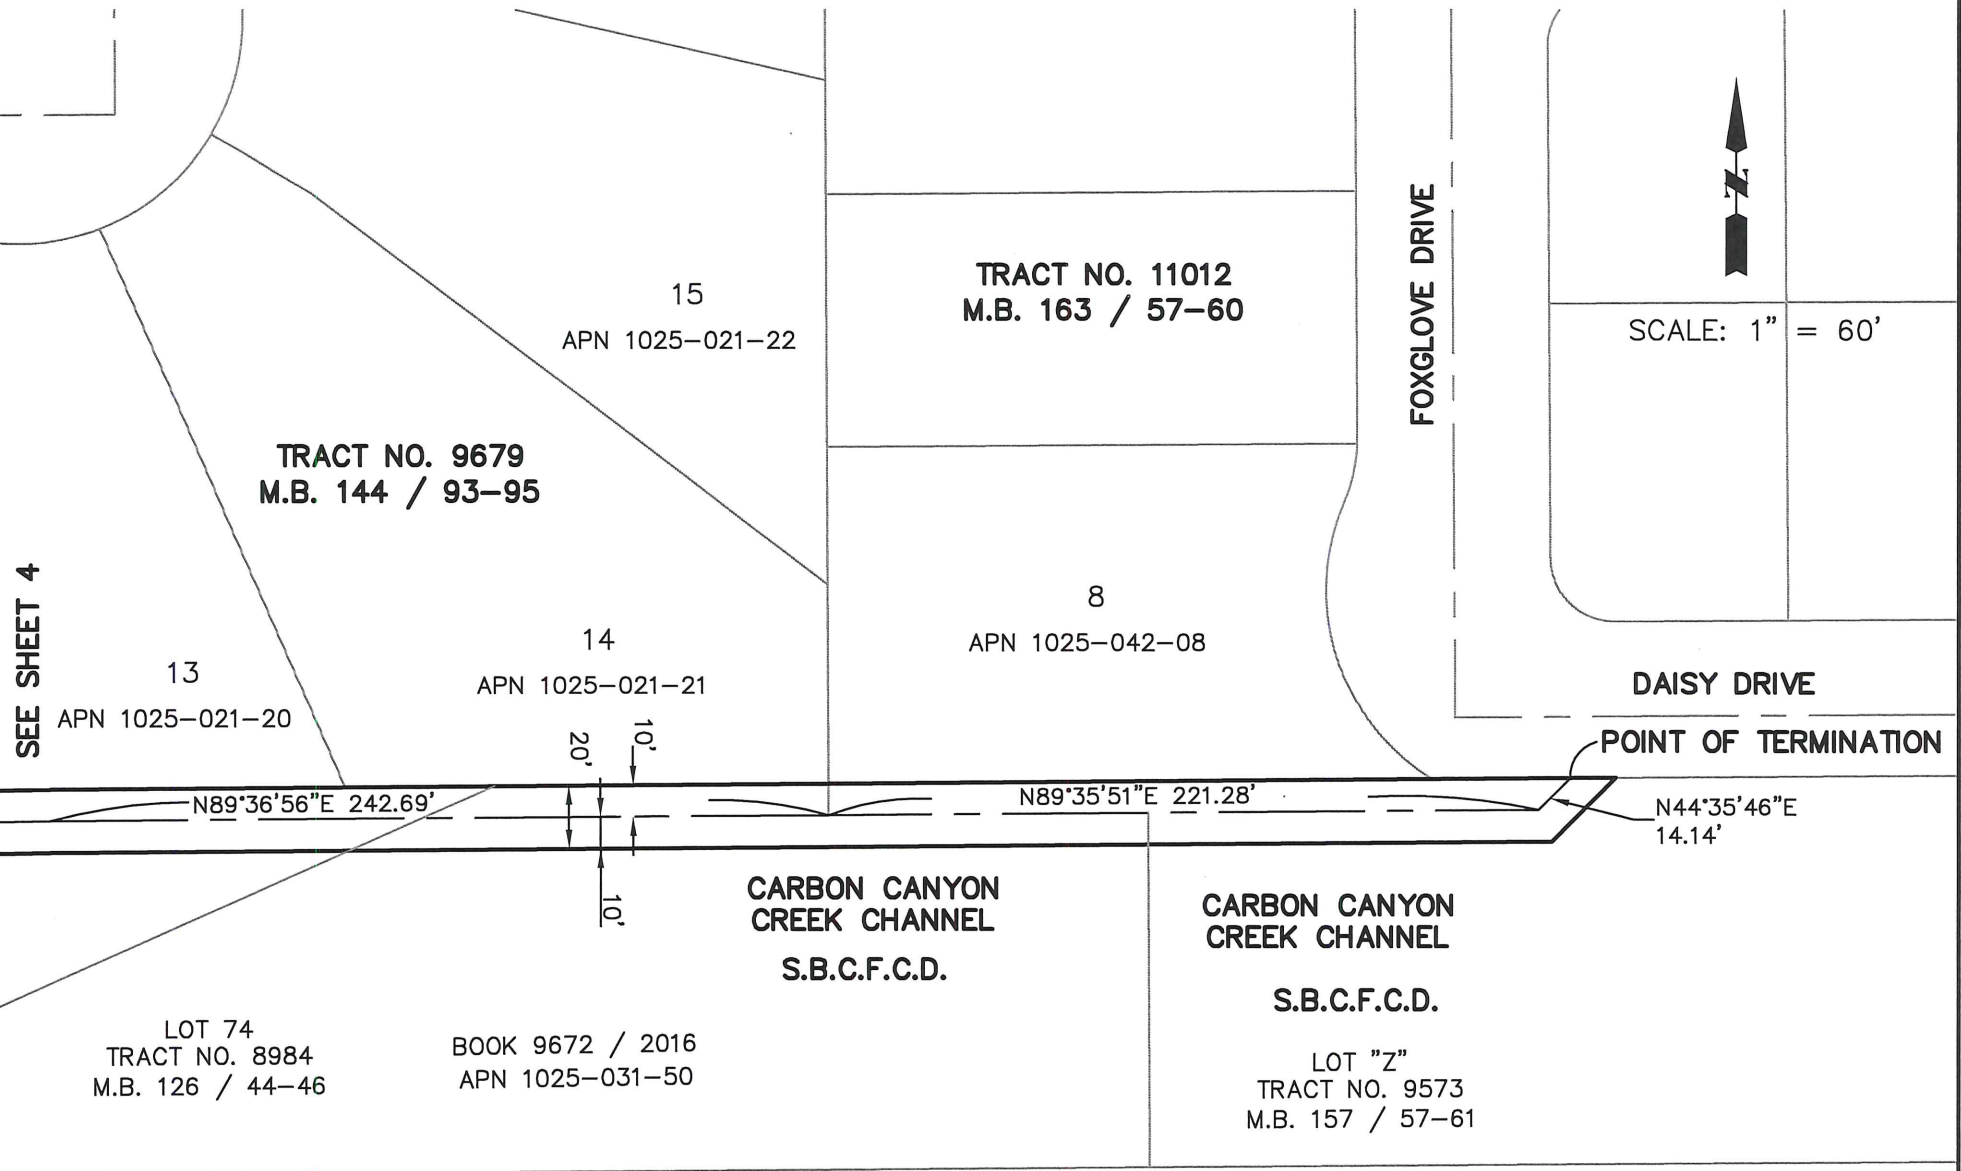 15
APN 1025-021-22
TRACT NO. 11012
M.B. 163 / 57-60
FOXGLOVE DRIVE
N
SCALE: 1" = 60'
TRACT NO. 9679
M.B. 144 / 93-95
SEE SHEET 4
13
APN 1025-021-20
14
APN 1025-021-21
8
APN 1025-042-08
DAISY DRIVE
POINT OF TERMINATION
20'
10'
N89°36'56"E 242.69'
N89°35'51"E 221.28'
N44°35'46"E
14.14'
10'
CARBON CANYON
CREEK CHANNEL
S.B.C.F.C.D.
CARBON CANYON
CREEK CHANNEL
S.B.C.F.C.D.
LOT 74
TRACT NO. 8984
M.B. 126 / 44-46
BOOK 9672 / 2016
APN 1025-031-50
LOT "Z"
TRACT NO. 9573
M.B. 157 / 57-61